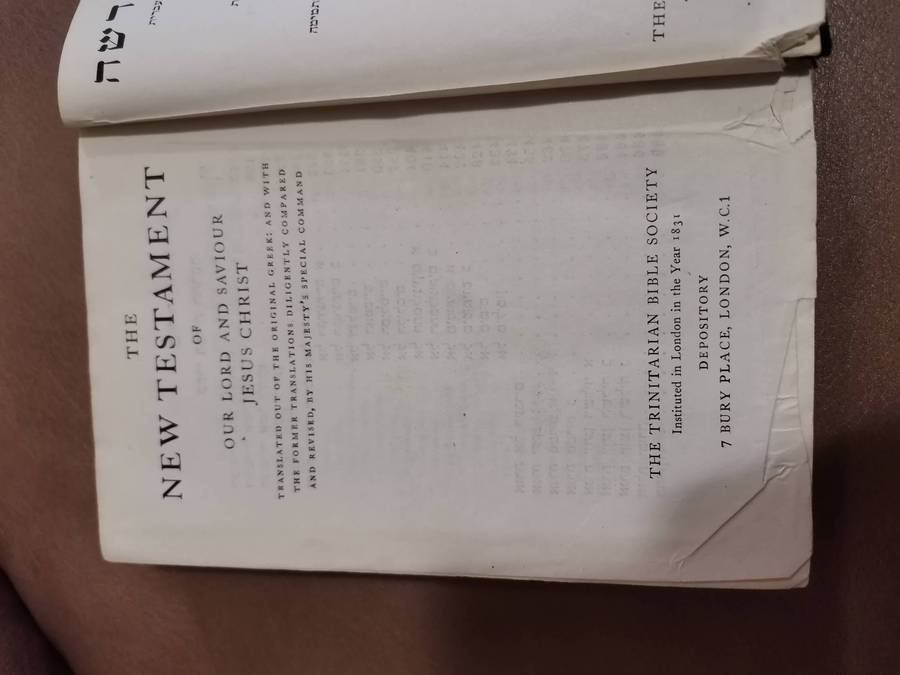 רשה
THE
THE
NEW TESTAMENT
OF
OUR LORD AND SAVIOUR
JESUS CHRIST
TRANSLATED OUT OF THE ORIGINAL GREEK: AND WITH
THE FORMER TRANSLATIONS DILIGENTLY COMPARED
AND REVISED, BY HIS MAJESTY'S SPECIAL COMMAND
THE TRINITARIAN BIBLE SOCIETY
Instituted in London in the Year 1831
DEPOSITORY
7 BURY PLACE, LONDON, W.C.1